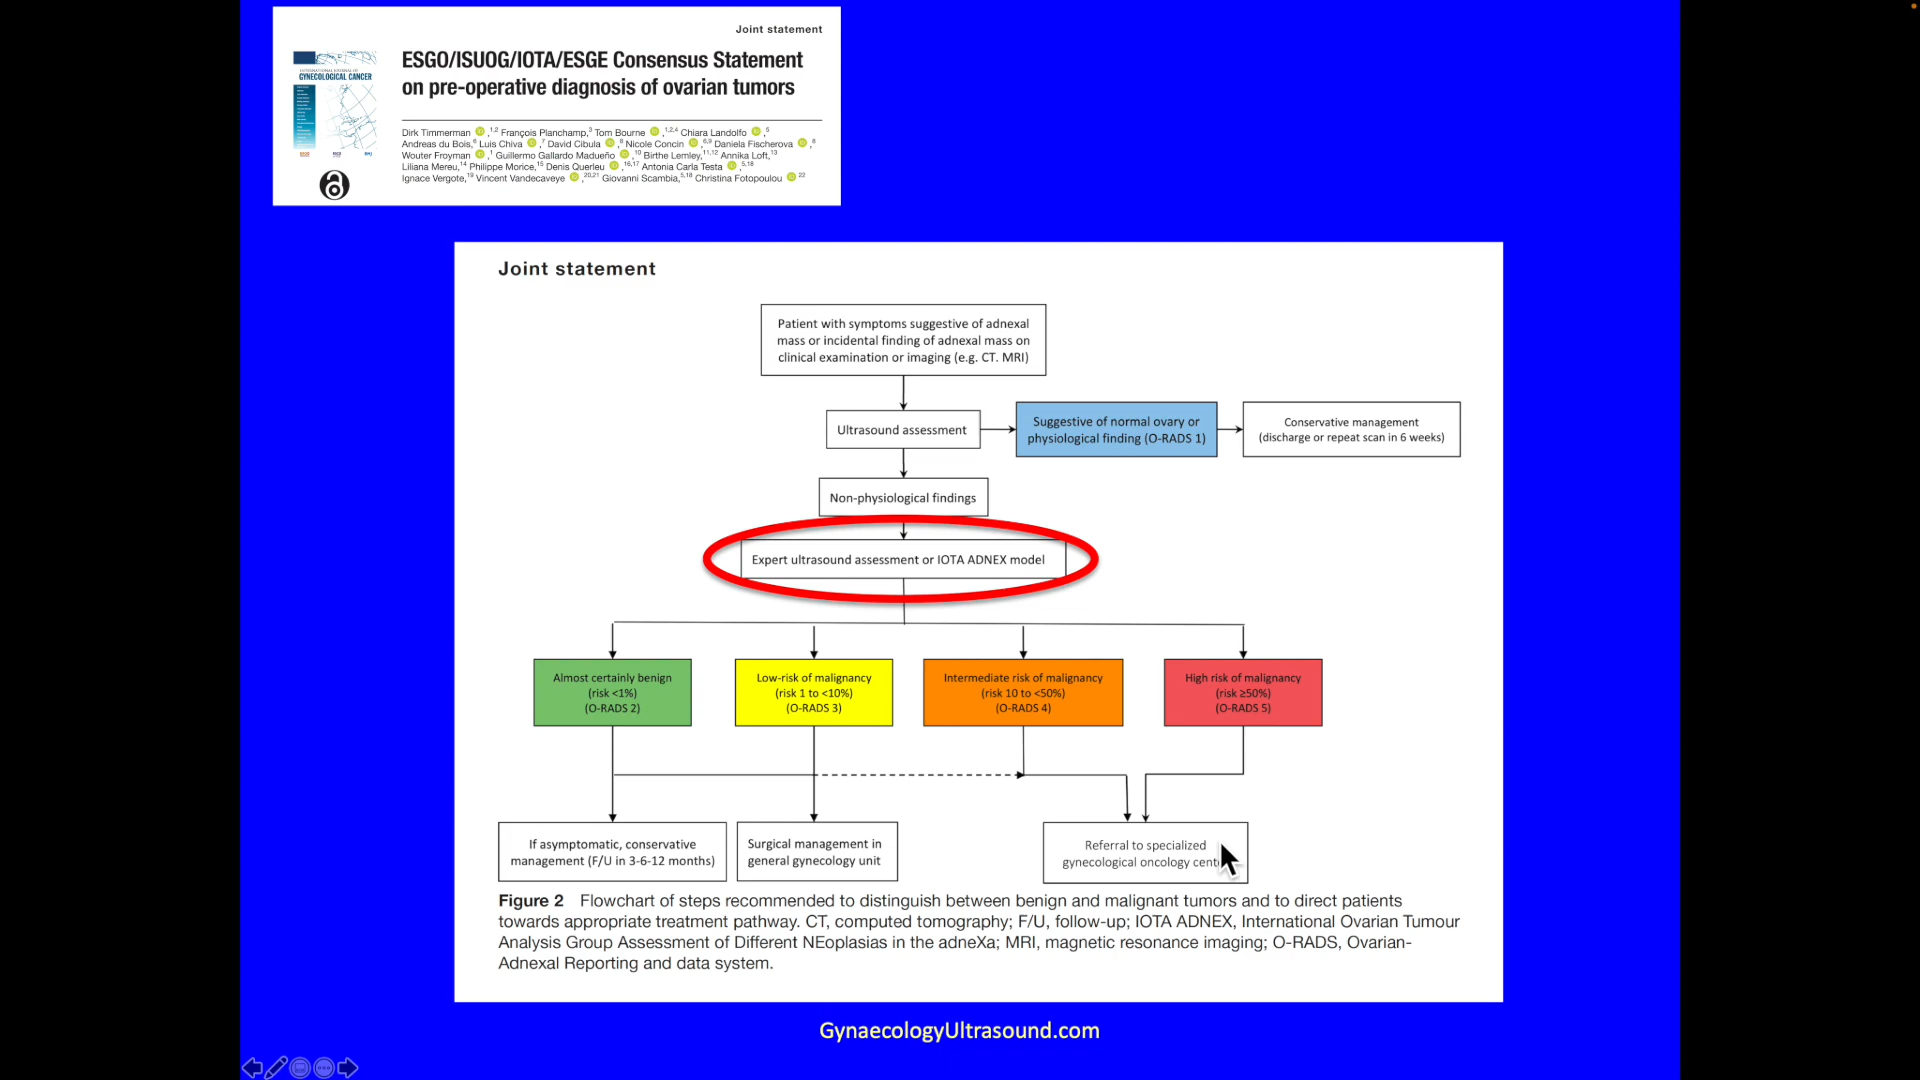 Joint statement
INTERNATIONAL JOURNAL OF
GYNECOLOGICAL CANCER
ESGO/ISUOG/IOTA/ESGE Consensus Statement
on pre-operative diagnosis of ovarian tumors
Dirk Timmerman ,1,2 François Planchamp,3 Tom Bourne ,1,2,4 Chiara Landolfo ,5
Andreas du Bois,6 Luis Chiva ,7 David Cibula ,8 Nicole Concin ,6,9 Daniela Fischerova ,8
Wouter Froyman ,1 Guillermo Gallardo Madueño ,10 Birthe Lemley,11,12 Annika Loft,13
Liliana Mereu,14 Philippe Morice,15 Denis Querleu ,16,17 Antonia Carla Testa ,5,18
Ignace Vergote,19 Vincent Vandecaveye ,20,21 Giovanni Scambia,5,18 Christina Fotopoulou 22
Joint statement
Patient with symptoms suggestive of adnexal
mass or incidental finding of adnexal mass on
clinical examination or imaging (e.g. CT. MRI)
Ultrasound assessment
Suggestive of normal ovary or
physiological finding (O-RADS 1)
Conservative management
(discharge or repeat scan in 6 weeks)
Non-physiological findings
Expert ultrasound assessment or IOTA ADNEX model
Almost certainly benign
(risk <1%)
(O-RADS 2)
Low-risk of malignancy
(risk 1 to <10%)
(O-RADS 3)
Intermediate risk of malignancy
(risk 10 to <50%)
(O-RADS 4)
High risk of malignancy
(risk ≥50%)
(O-RADS 5)
If asymptomatic, conservative
management (F/U in 3-6-12 months)
Surgical management in
general gynecology unit
Referral to specialized
gynecological oncology
Figure 2 Flowchart of steps recommended to distinguish between benign and malignant tumors and to direct patients
towards appropriate treatment pathway. CT, computed tomography; F/U, follow-up; IOTA ADNEX, International Ovarian Tumour
Analysis Group Assessment of Different NEoplasias in the adneXa; MRI, magnetic resonance imaging; O-RADS, Ovarian-
Adnexal Reporting and data system.
GynaecologyUltrasound.com